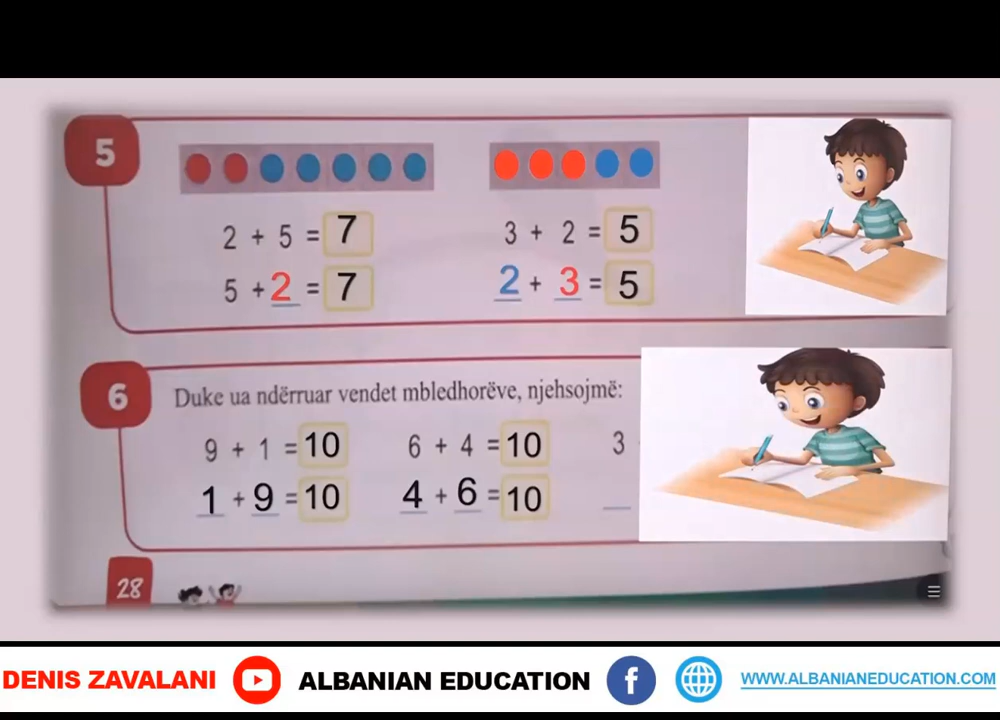 5
2 + 5 = 7
3 + 2 = 5
5 + 2 = 7
2 + 3 = 5
6
Duke ua ndërruar vendet mbledhorëve, njehsojmë:
9 + 1 = 10
6 + 4 = 10
3
1 + 9 = 10
4 + 6 = 10
28
DENIS ZAVALANI
ALBANIAN EDUCATION
f
WWW.ALBANIANEDUCATION.COM